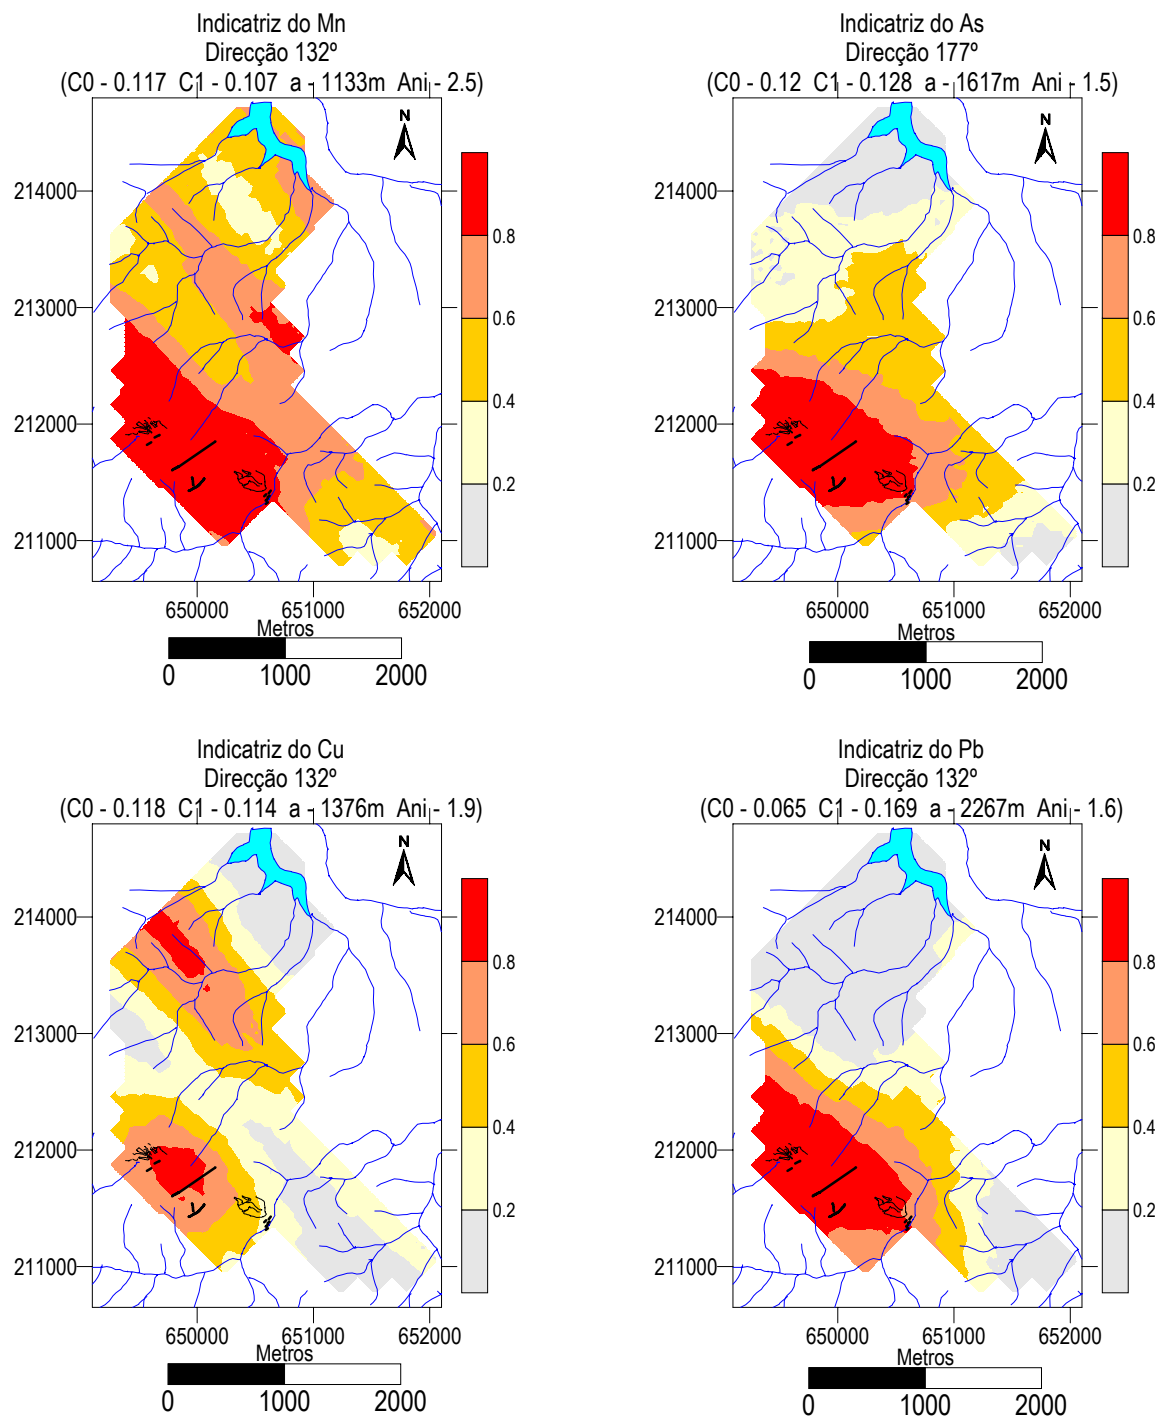 Indicatriz do Mn
Direcção 132º
(C0 - 0.117 C1 - 0.107 a - 1133m Ani - 2.5)
N
214000
213000
212000
211000
0.8
0.6
0.4
0.2
650000 651000 652000
Metros
0 1000 2000
Indicatriz do As
Direcção 177º
(C0 - 0.12 C1 - 0.128 a - 1617m Ani - 1.5)
N
214000
213000
212000
211000
0.8
0.6
0.4
0.2
650000 651000 652000
Metros
0 1000 2000
Indicatriz do Cu
Direcção 132º
(C0 - 0.118 C1 - 0.114 a - 1376m Ani - 1.9)
N
214000
213000
212000
211000
0.8
0.6
0.4
0.2
650000 651000 652000
Metros
0 1000 2000
Indicatriz do Pb
Direcção 132º
(C0 - 0.065 C1 - 0.169 a - 2267m Ani - 1.6)
N
214000
213000
212000
211000
0.8
0.6
0.4
0.2
650000 651000 652000
Metros
0 1000 2000